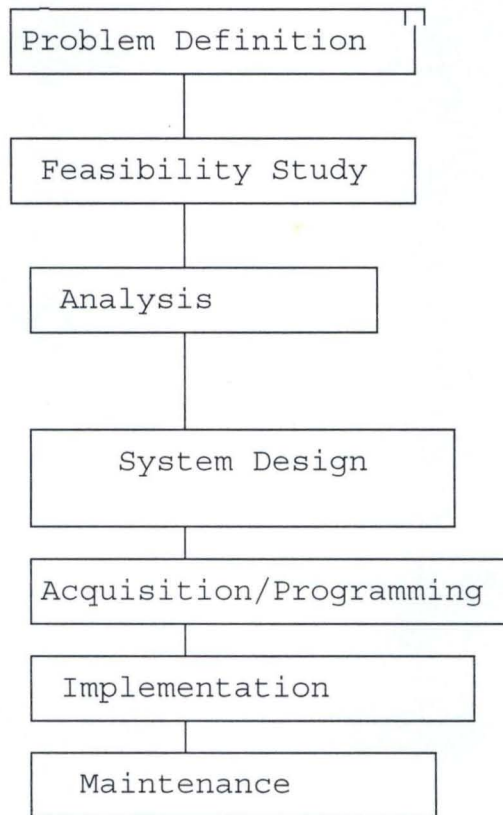 Problem Definition
Feasibility Study
Analysis
System Design
Acquisition/Programming
Implementation
Maintenance